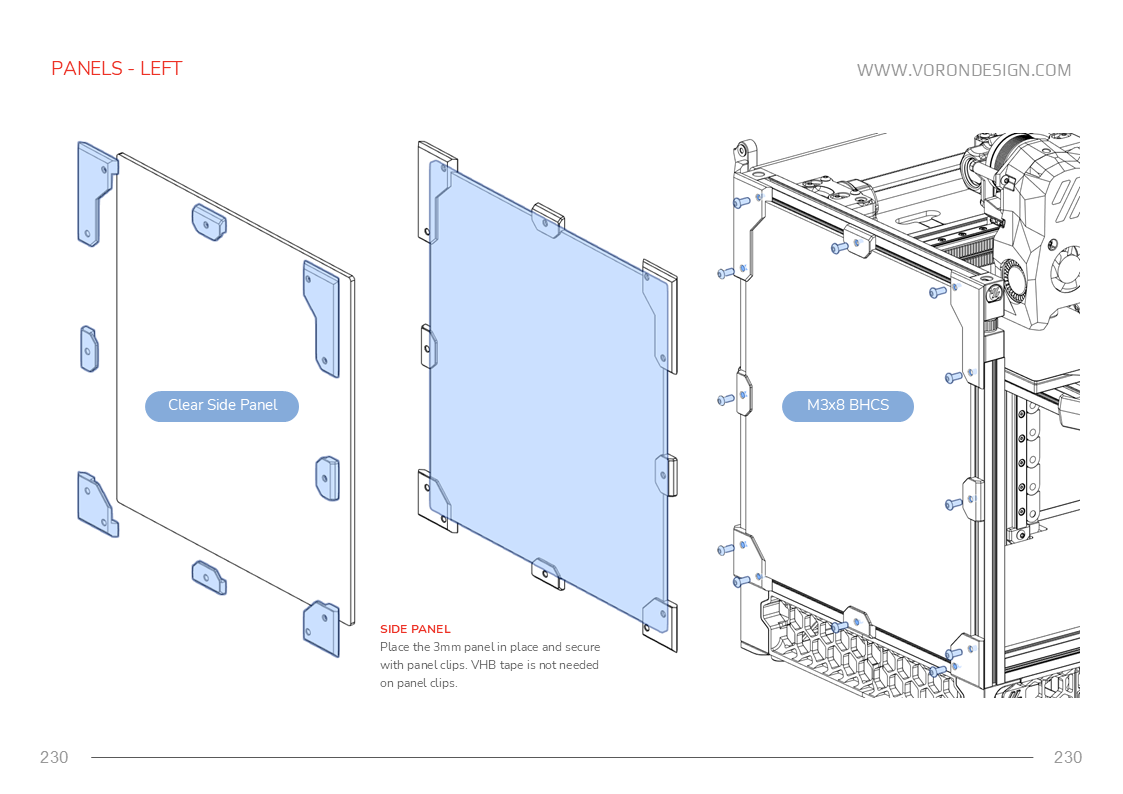 PANELS - LEFT
WWW.VORONDESIGN.COM
Clear Side Panel
M3x8 BHCS
SIDE PANEL
Place the 3mm panel in place and secure
with panel clips. VHB tape is not needed
on panel clips.
230
230